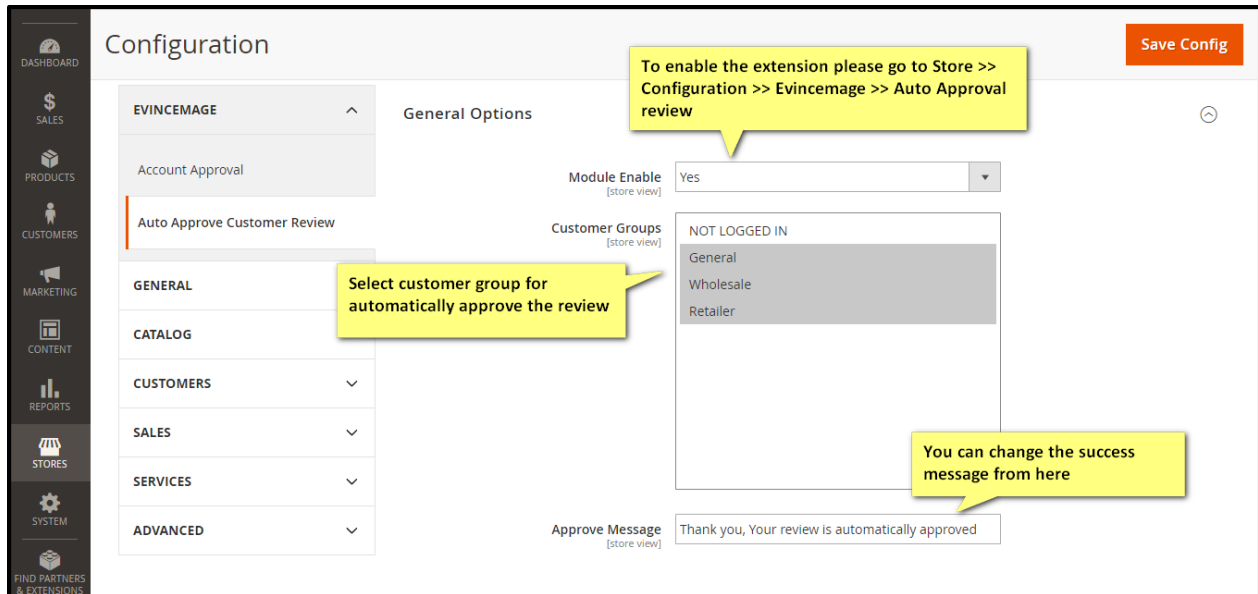 Configuration
Save Config
To enable the extension please go to Store >>
Configuration >> Evincemage >> Auto Approval
review
DASHBOARD
SALES
PRODUCTS
CUSTOMERS
MARKETING
CONTENT
REPORTS
STORES
SYSTEM
FIND PARTNERS
& EXTENSIONS
EVINCEMAGE
Account Approval
Auto Approve Customer Review
GENERAL
CATALOG
CUSTOMERS
SALES
SERVICES
ADVANCED
General Options
Module Enable
[store view]
Yes
Customer Groups
[store view]
NOT LOGGED IN
General
Wholesale
Retailer
Select customer group for
automatically approve the review
You can change the success
message from here
Approve Message
[store view]
Thank you, Your review is automatically approved